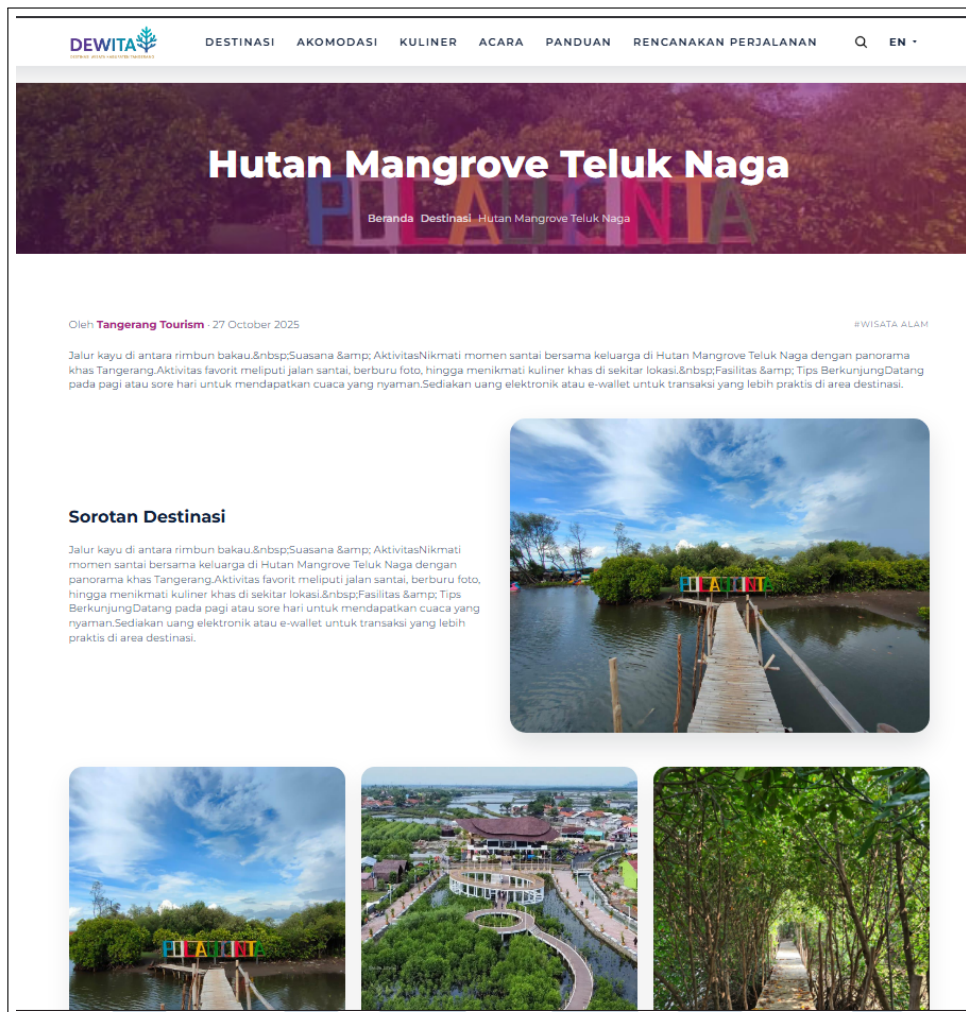 DEWITA
DESTINASI AKOMODASI KULINER ACARA PANDUAN RENCANAKAN PERJALANAN EN
Hutan Mangrove Teluk Naga
PULAU CINTA
Beranda Destinasi Hutan Mangrove Teluk Naga
Oleh Tangerang Tourism · 27 October 2025
#WISATA ALAM
Jalur kayu di antara rimbun bakau.&nbsp;Suasana &amp; AktivitasNikmati momen santai bersama keluarga di Hutan Mangrove Teluk Naga dengan panorama
khas Tangerang.Aktivitas favorit meliputi jalan santai, berburu foto, hingga menikmati kuliner khas di sekitar lokasi.&nbsp;Fasilitas &amp; Tips BerkunjungDatang
pada pagi atau sore hari untuk mendapatkan cuaca yang nyaman.Sediakan uang elektronik atau e-wallet untuk transaksi yang lebih praktis di area destinasi.
Sorotan Destinasi
Jalur kayu di antara rimbun bakau.&nbsp;Suasana &amp; AktivitasNikmati
momen santai bersama keluarga di Hutan Mangrove Teluk Naga dengan
panorama khas Tangerang.Aktivitas favorit meliputi jalan santai, berburu foto,
hingga menikmati kuliner khas di sekitar lokasi.&nbsp;Fasilitas &amp; Tips
BerkunjungDatang pada pagi atau sore hari untuk mendapatkan cuaca yang
nyaman.Sediakan uang elektronik atau e-wallet untuk transaksi yang lebih
praktis di area destinasi.
PULAU CINTA
PULAU CINTA